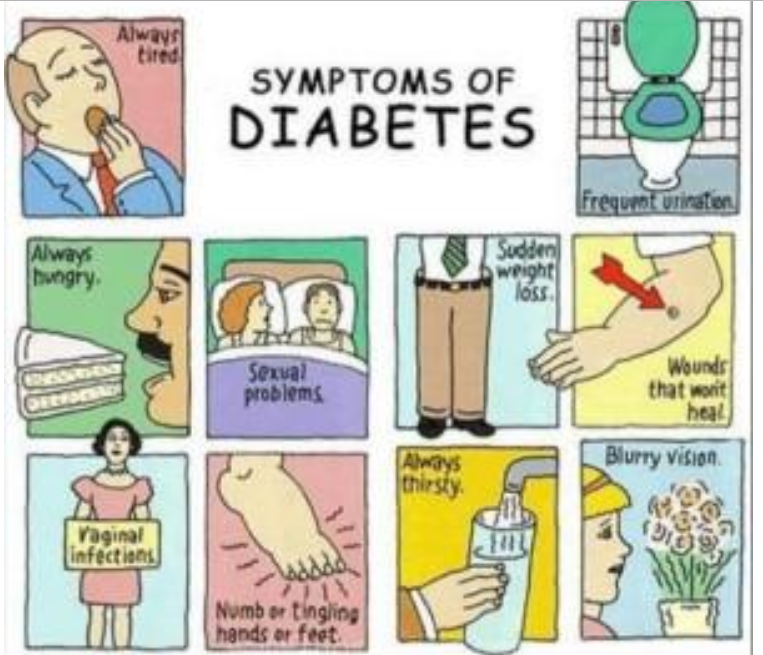 Always
tired.
SYMPTOMS OF
DIABETES
Frequent urination.
Always
hungry.
Sexual
problems.
Sudden
weight
loss.
Wounds
that won't
heal.
Vaginal
infections.
Numb or tingling
hands or feet.
Always
thirsty.
Blurry vision.